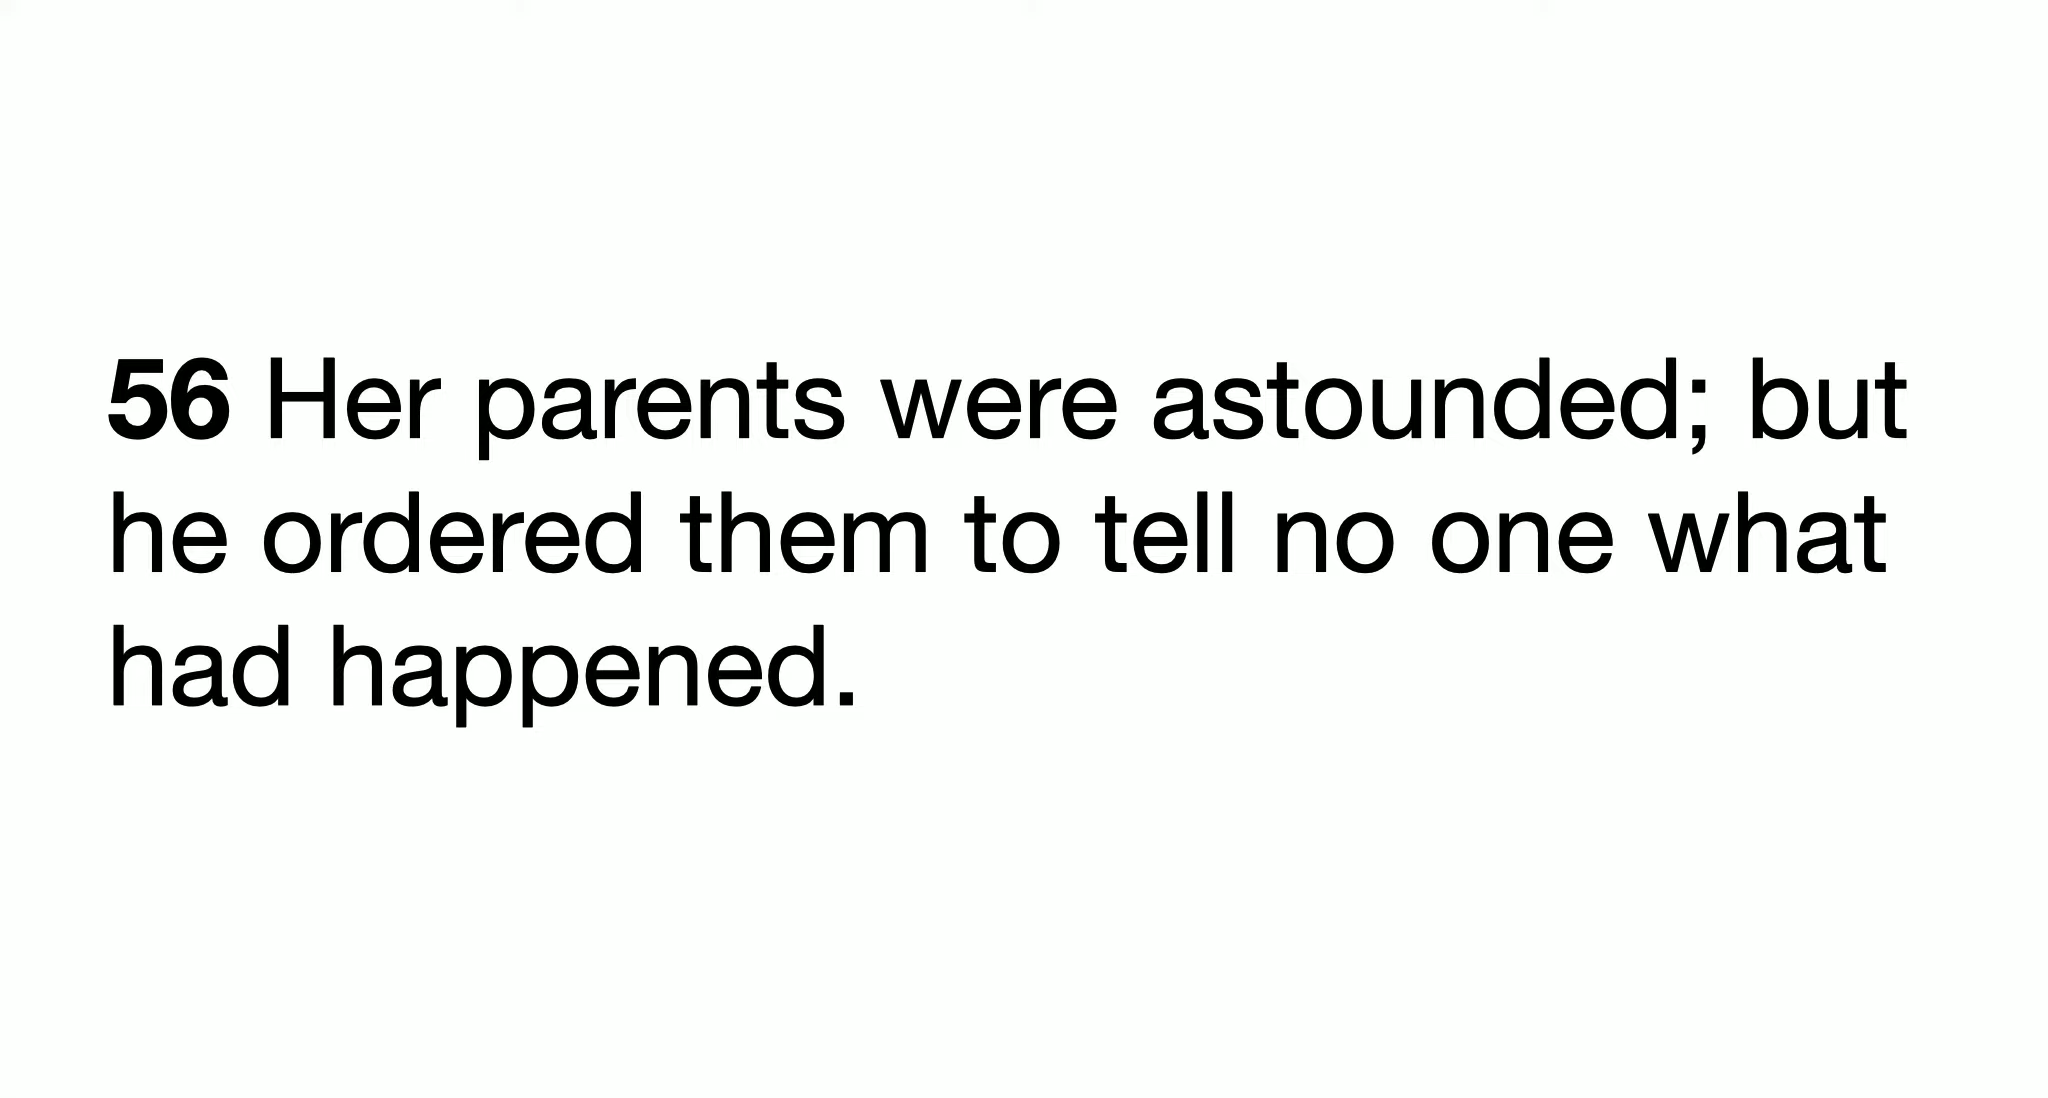 56 Her parents were astounded; but
he ordered them to tell no one what
had happened.